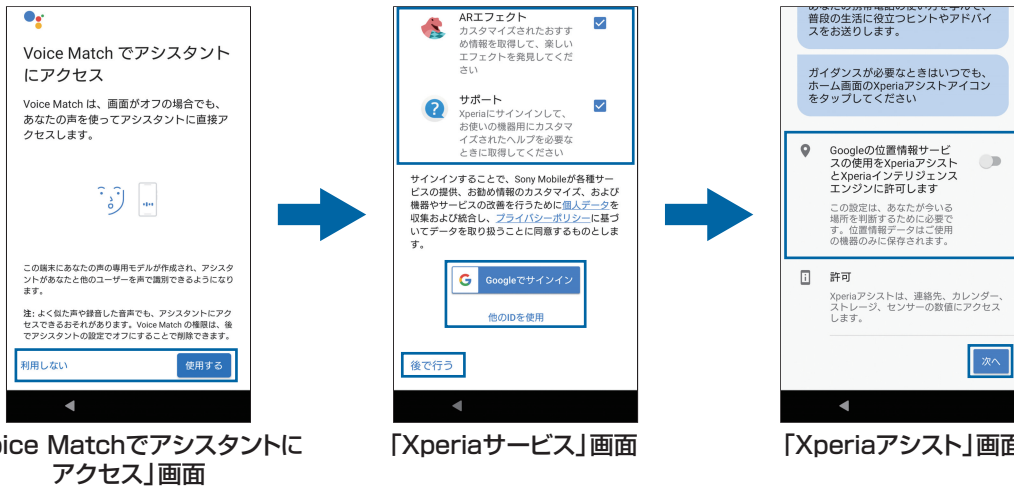 Voice Match でアシスタント
にアクセス
Voice Match は、画面がオフの場合でも、
あなたの声を使ってアシスタントに直接ア
クセスします。
この端末にあなたの声の専用モデルが作成され、アシスタ
ントがあなたと他のユーザーを声で識別できるようになり
ます。
注: よく似た声や録音した音声でも、アシスタントにアク
セスできるおそれがあります。Voice Match の権限は、後
でアシスタントの設定でオフにすることで削除できます。
利用しない
使用する
oice Matchでアシスタントに
アクセス」画面
ARエフェクト
カスタマイズされたおすす
め情報を取得して、楽しい
エフェクトを発見してくだ
さい
サポート
Xperiaにサインインして、
お使いの機器用にカスタマ
イズされたヘルプを必要な
ときに取得してください
サインインすることで、Sony Mobileが各種サー
ビスの提供、お勧め情報のカスタマイズ、および
機器やサービスの改善を行うために個人データを
収集および統合し、プライバシーポリシーに基づ
いてデータを取り扱うことに同意するものとしま
す。
G Googleでサインイン
他のIDを使用
後で行う
「Xperiaサービス」画面
普段の生活に役立つヒントやアドバイ
スをお送りします。
ガイダンスが必要なときはいつでも、
ホーム画面のXperiaアシストアイコン
をタップしてください
Googleの位置情報サービ
スの使用をXperiaアシスト
とXperiaインテリジェンス
エンジンに許可します
この設定は、あなたが今いる
場所を判断するために必要で
す。位置情報データはご使用
の機器のみに保存されます。
許可
Xperiaアシストは、連絡先、カレンダー、
ストレージ、センサーの数値にアクセス
します。
次へ
「Xperiaアシスト」画面